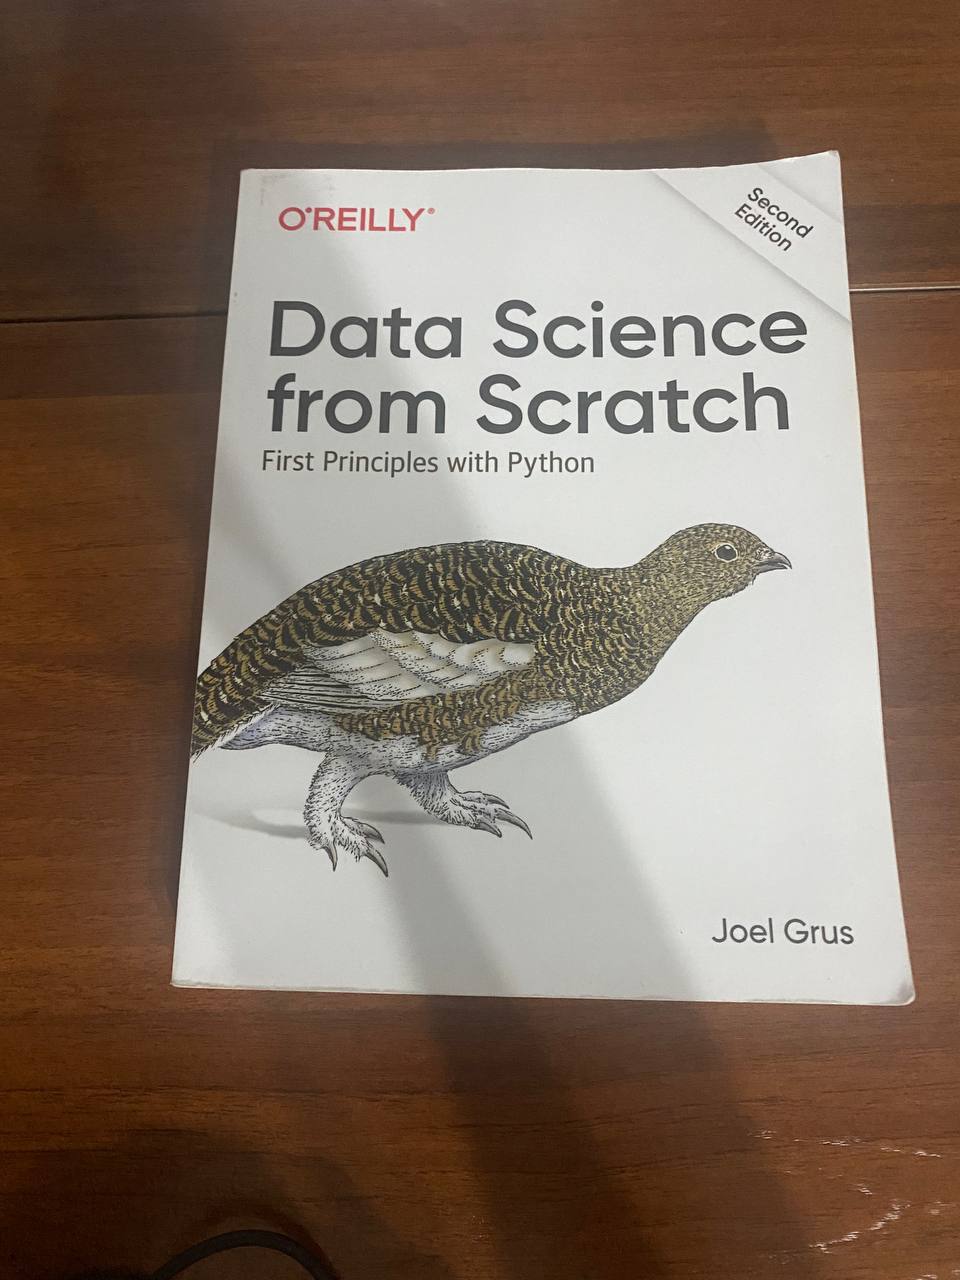 O'REILLY®
Second
Edition
Data Science
from Scratch
First Principles with Python
Joel Grus